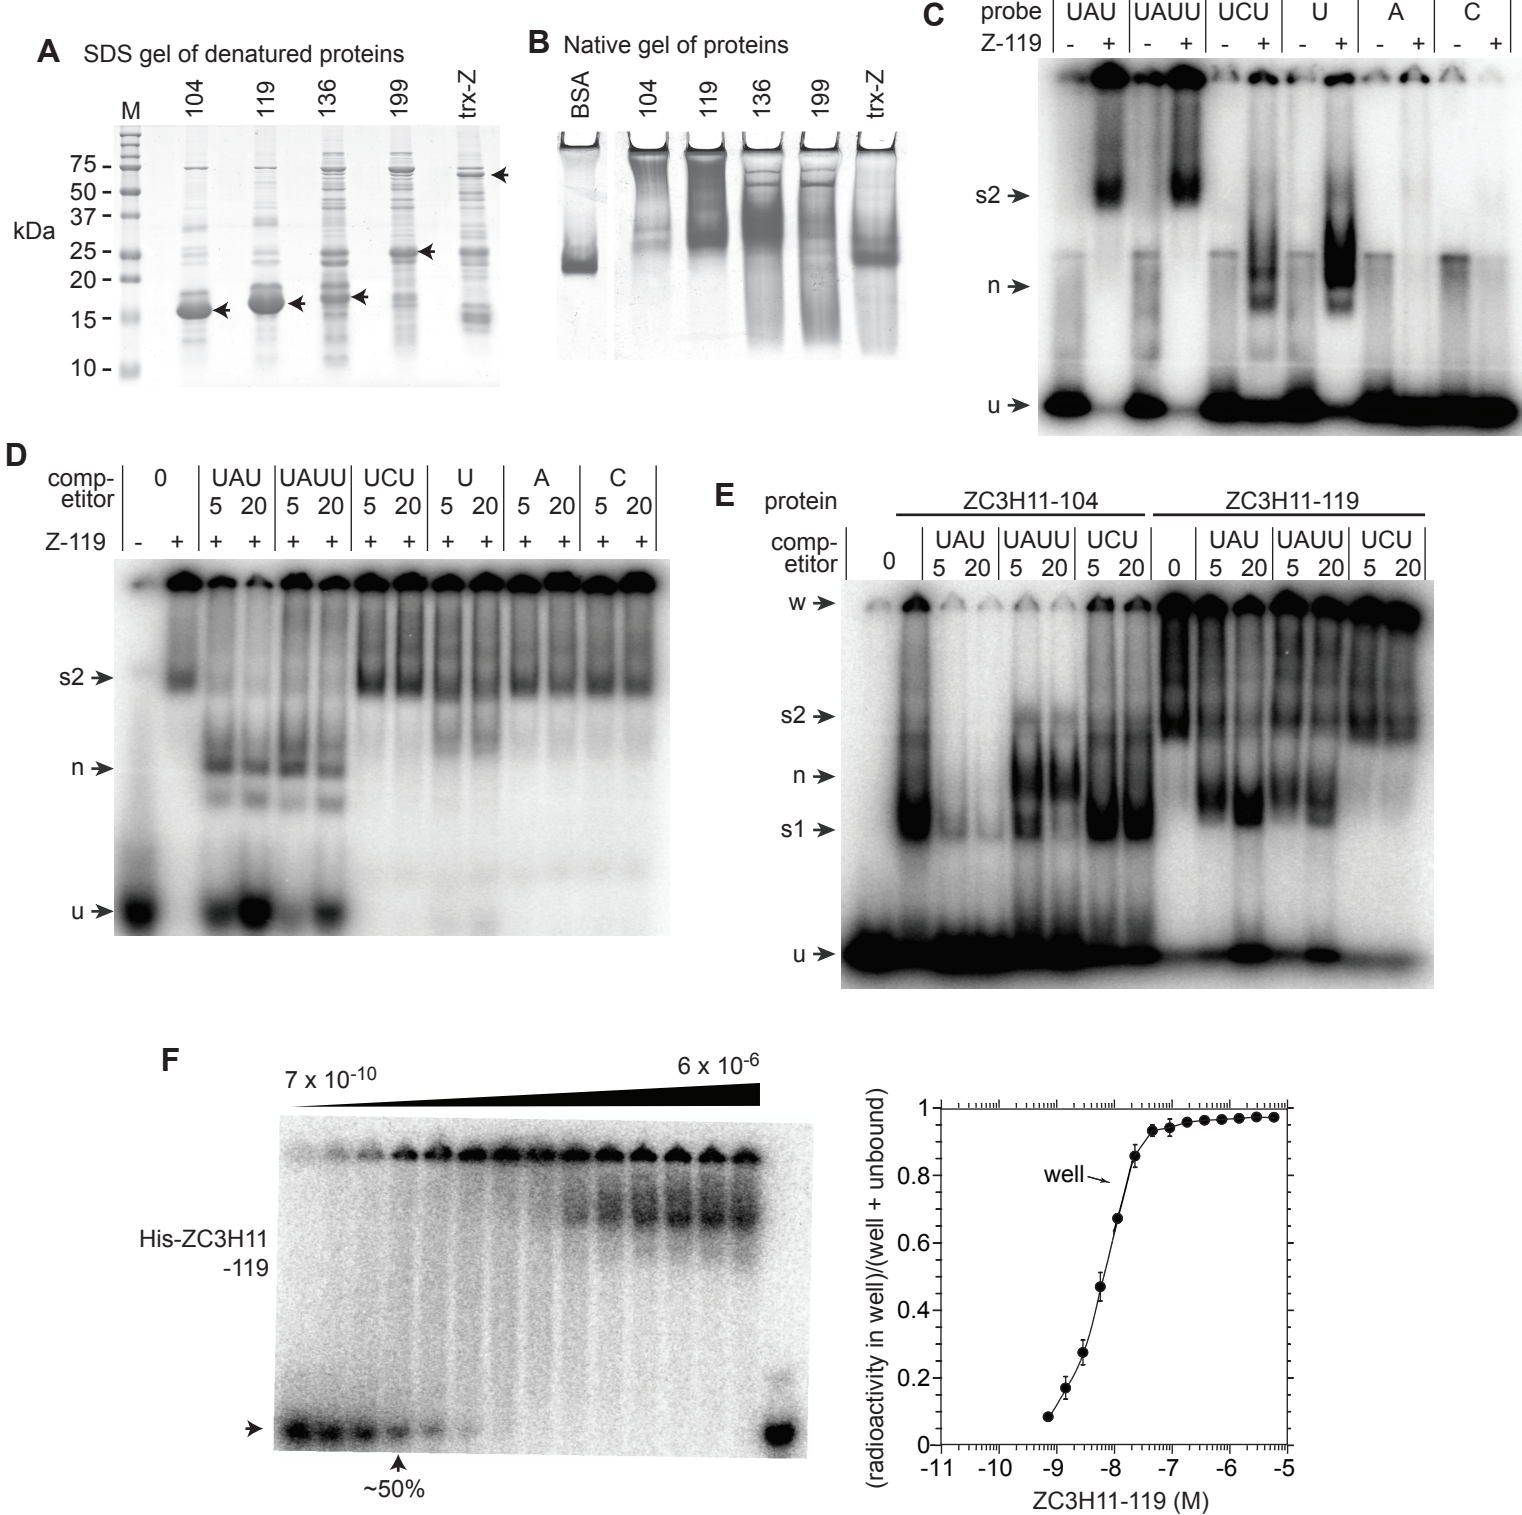 A SDS gel of denatured proteins
M 104 119 136 199 trx-Z
75
50
37
kDa
25
20
15
10
B Native gel of proteins
BSA 104 119 136 199 trx-Z
C probe UAU UAUU UCU U A C
Z-119 - + - + - + - + - + - +
s2
n
u
D
comp- 0 UAU UAUU UCU U A C
etitor 5 20 5 20 5 20 5 20 5 20 5 20
Z-119 - + + + + + + + + + + + + +
s2
n
u
E protein ZC3H11-104 ZC3H11-119
comp- UAU UAUU UCU UAU UAUU UCU
etitor 0 5 20 5 20 5 20 0 5 20 5 20 5 20
w
s2
n
s1
u
F
7 x 10-10 6 x 10-6
His-ZC3H11
-119
~50%
(radioactivity in well)/(well + unbound)
1
0.8
0.6
0.4
0.2
0
well
-11 -10 -9 -8 -7 -6 -5
ZC3H11-119 (M)